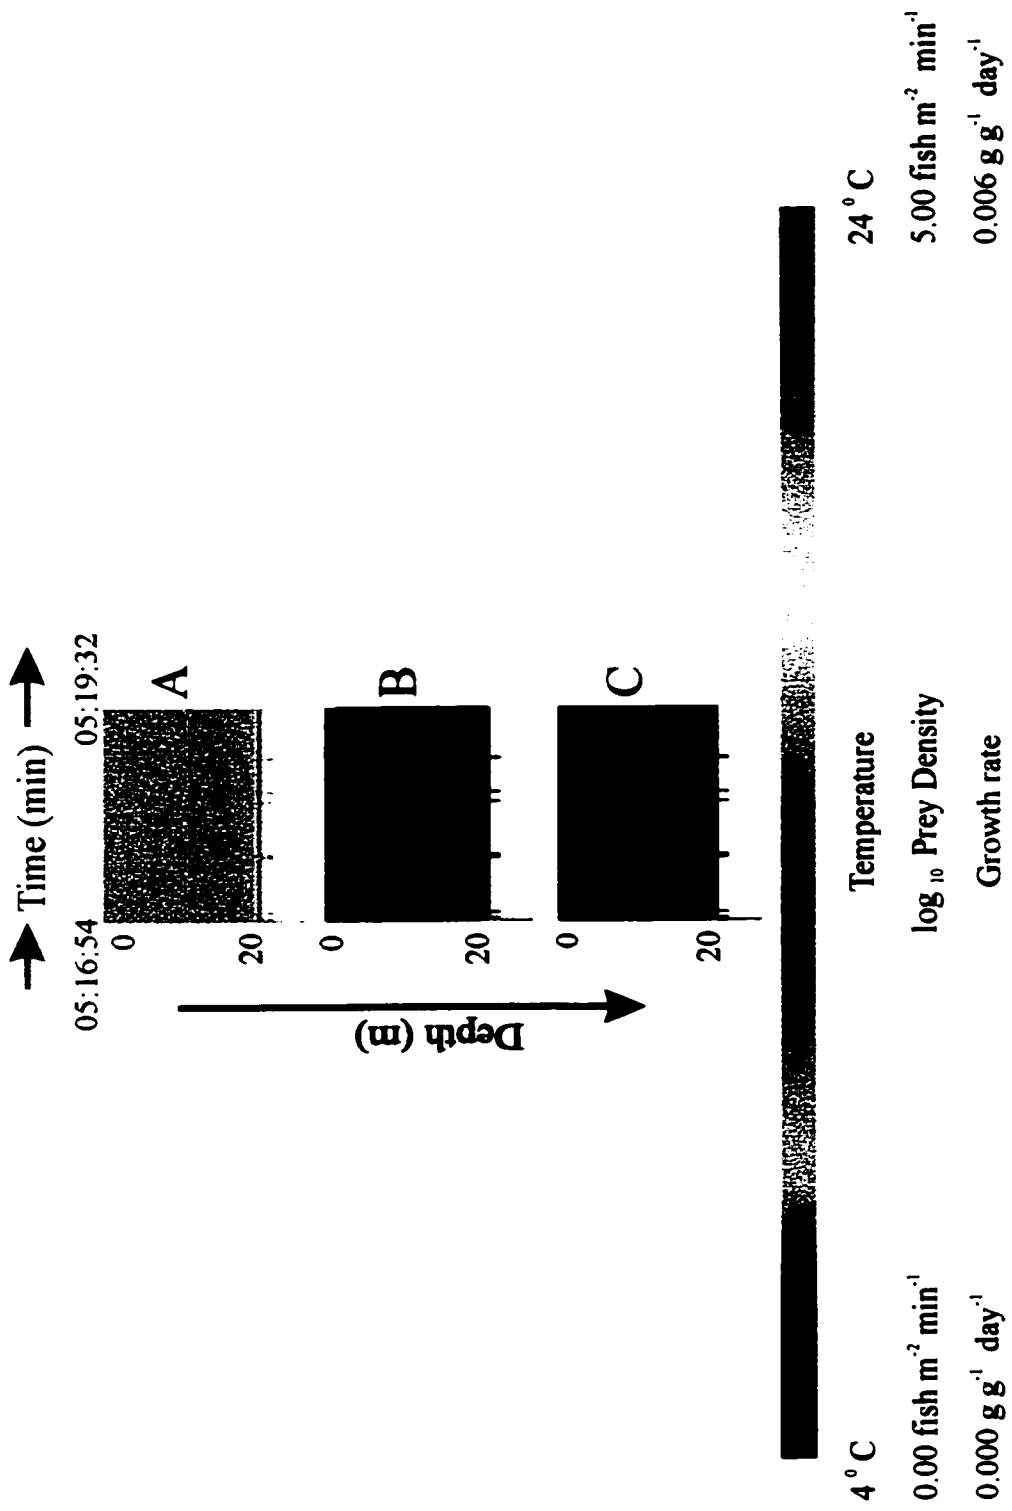 Time (min)
05:16:54 05:19:32
0
20
A
0
20
B
0
20
C
Depth (m)
4 ° C Temperature 24 ° C
0.00 fish m⁻² min⁻¹ log ₁₀ Prey Density 5.00 fish m⁻² min⁻¹
0.000 g g⁻¹ day⁻¹ Growth rate 0.006 g g⁻¹ day⁻¹